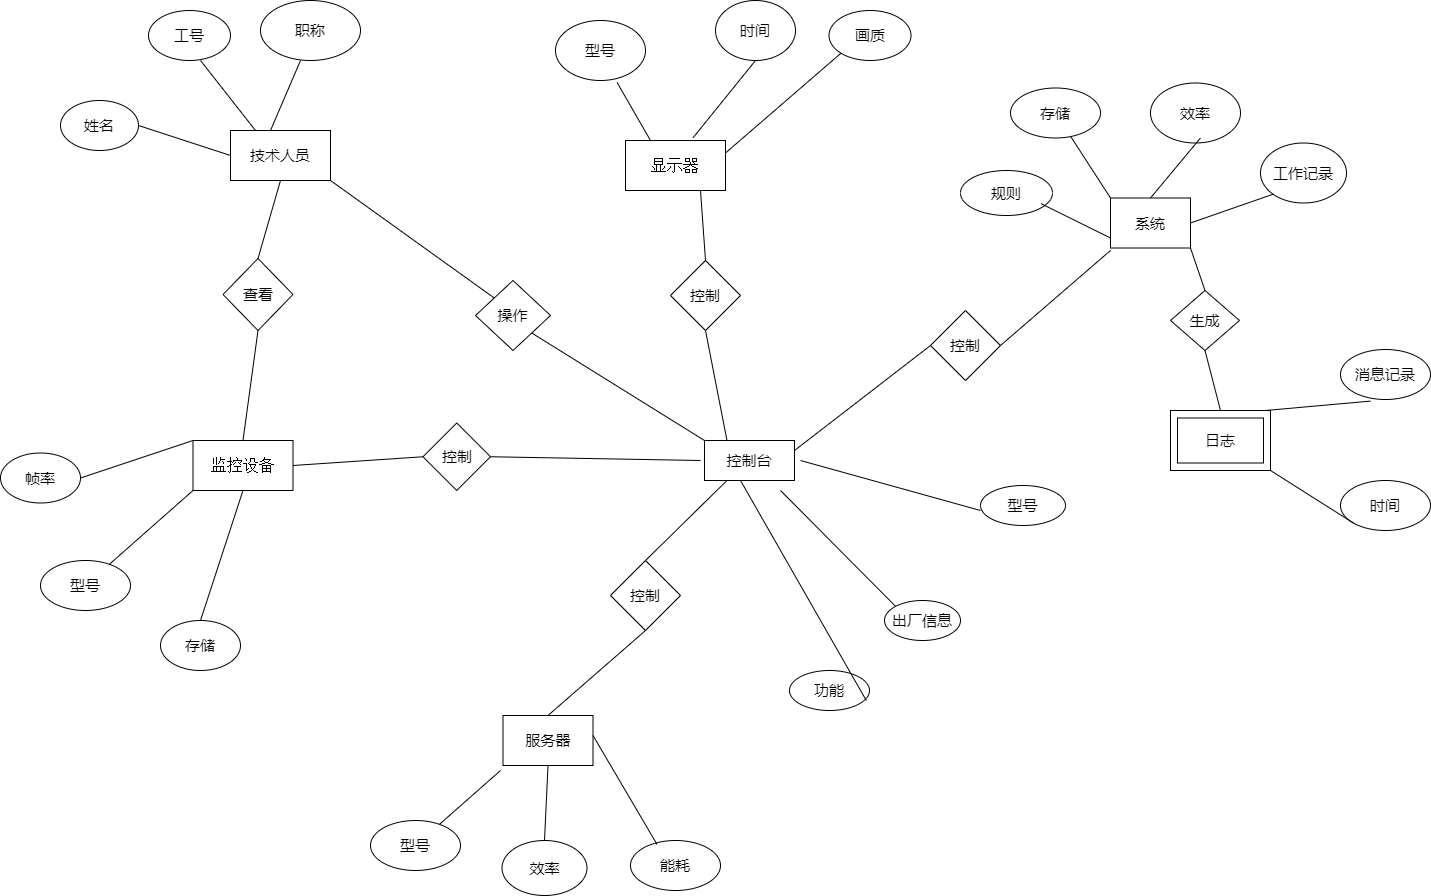 工号
职称
型号
时间
画质
姓名
技术人员
显示器
存储
效率
规则
工作记录
系统
查看
操作
控制
控制
生成
消息记录
帧率
监控设备
控制
控制台
日志
型号
时间
型号
存储
控制
出厂信息
功能
服务器
型号
效率
能耗